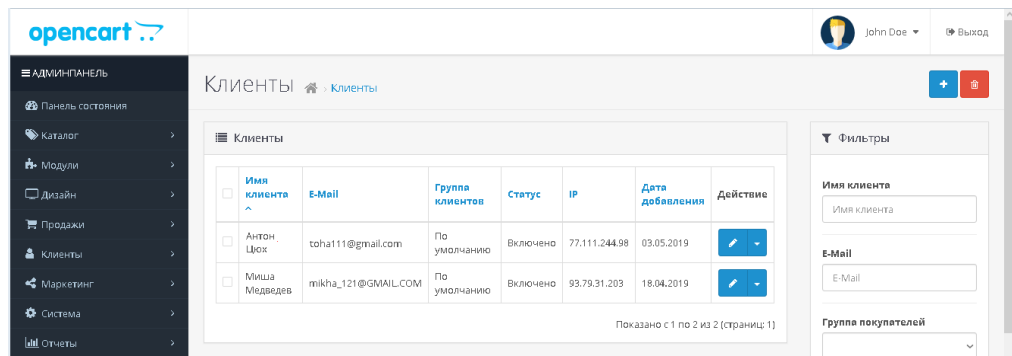 opencart
John Doe
Выход
АДМИНПАНЕЛЬ
Панель состояния
Каталог
Модули
Дизайн
Продажи
Клиенты
Маркетинг
Система
Отчеты
Клиенты > Клиенты
Клиенты
Имя клиента E-Mail Группа клиентов Статус IP Дата добавления Действие
Антон Цюх toha111@gmail.com По умолчанию Включено 77.111.244.98 03.05.2019
Миша Медведев mikha_121@GMAIL.COM По умолчанию Включено 93.79.31.203 18.04.2019
Показано с 1 по 2 из 2 (страниц: 1)
Фильтры
Имя клиента
Имя клиента
E-Mail
E-Mail
Группа покупателей